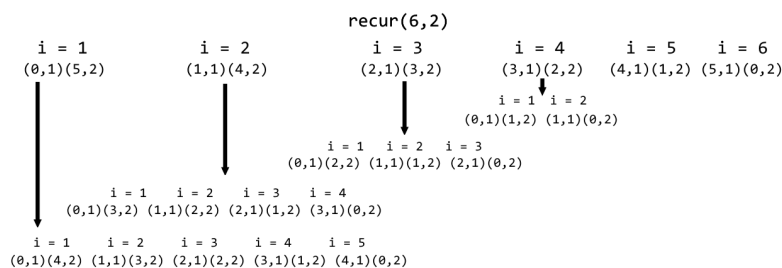 recur(6,2)
i = 1 i = 2 i = 3 i = 4 i = 5 i = 6
(0,1)(5,2) (1,1)(4,2) (2,1)(3,2) (3,1)(2,2) (4,1)(1,2) (5,1)(0,2)
i = 1 i = 2
(0,1)(1,2) (1,1)(0,2)
i = 1 i = 2 i = 3
(0,1)(2,2) (1,1)(1,2) (2,1)(0,2)
i = 1 i = 2 i = 3 i = 4
(0,1)(3,2) (1,1)(2,2) (2,1)(1,2) (3,1)(0,2)
i = 1 i = 2 i = 3 i = 4 i = 5
(0,1)(4,2) (1,1)(3,2) (2,1)(2,2) (3,1)(1,2) (4,1)(0,2)